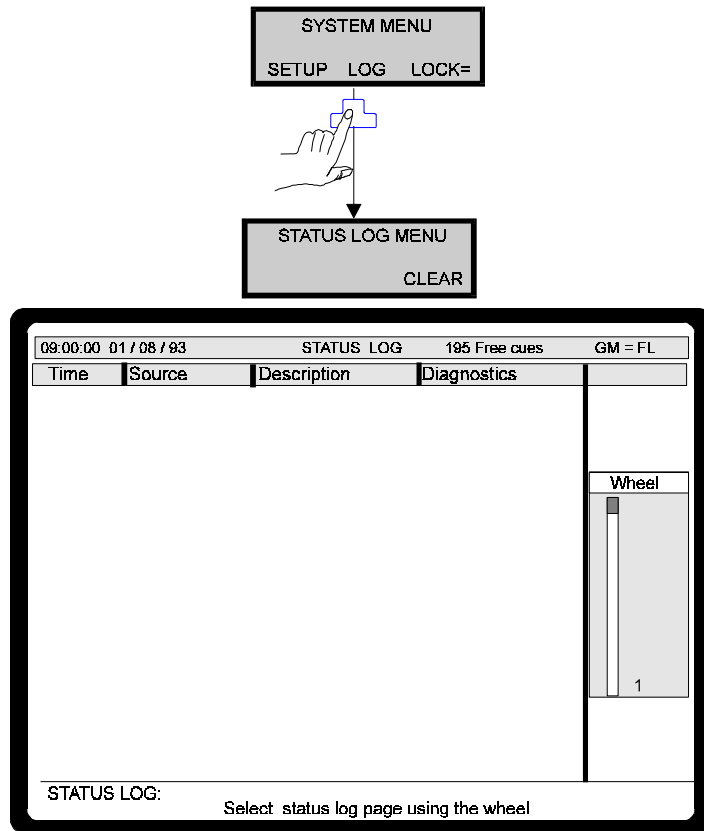 SYSTEM MENU
SETUP LOG LOCK=
STATUS LOG MENU
CLEAR
09:00:00 01 / 08 / 93 STATUS LOG 195 Free cues GM = FL
Time Source Description Diagnostics
Wheel
1
STATUS LOG:
Select status log page using the wheel